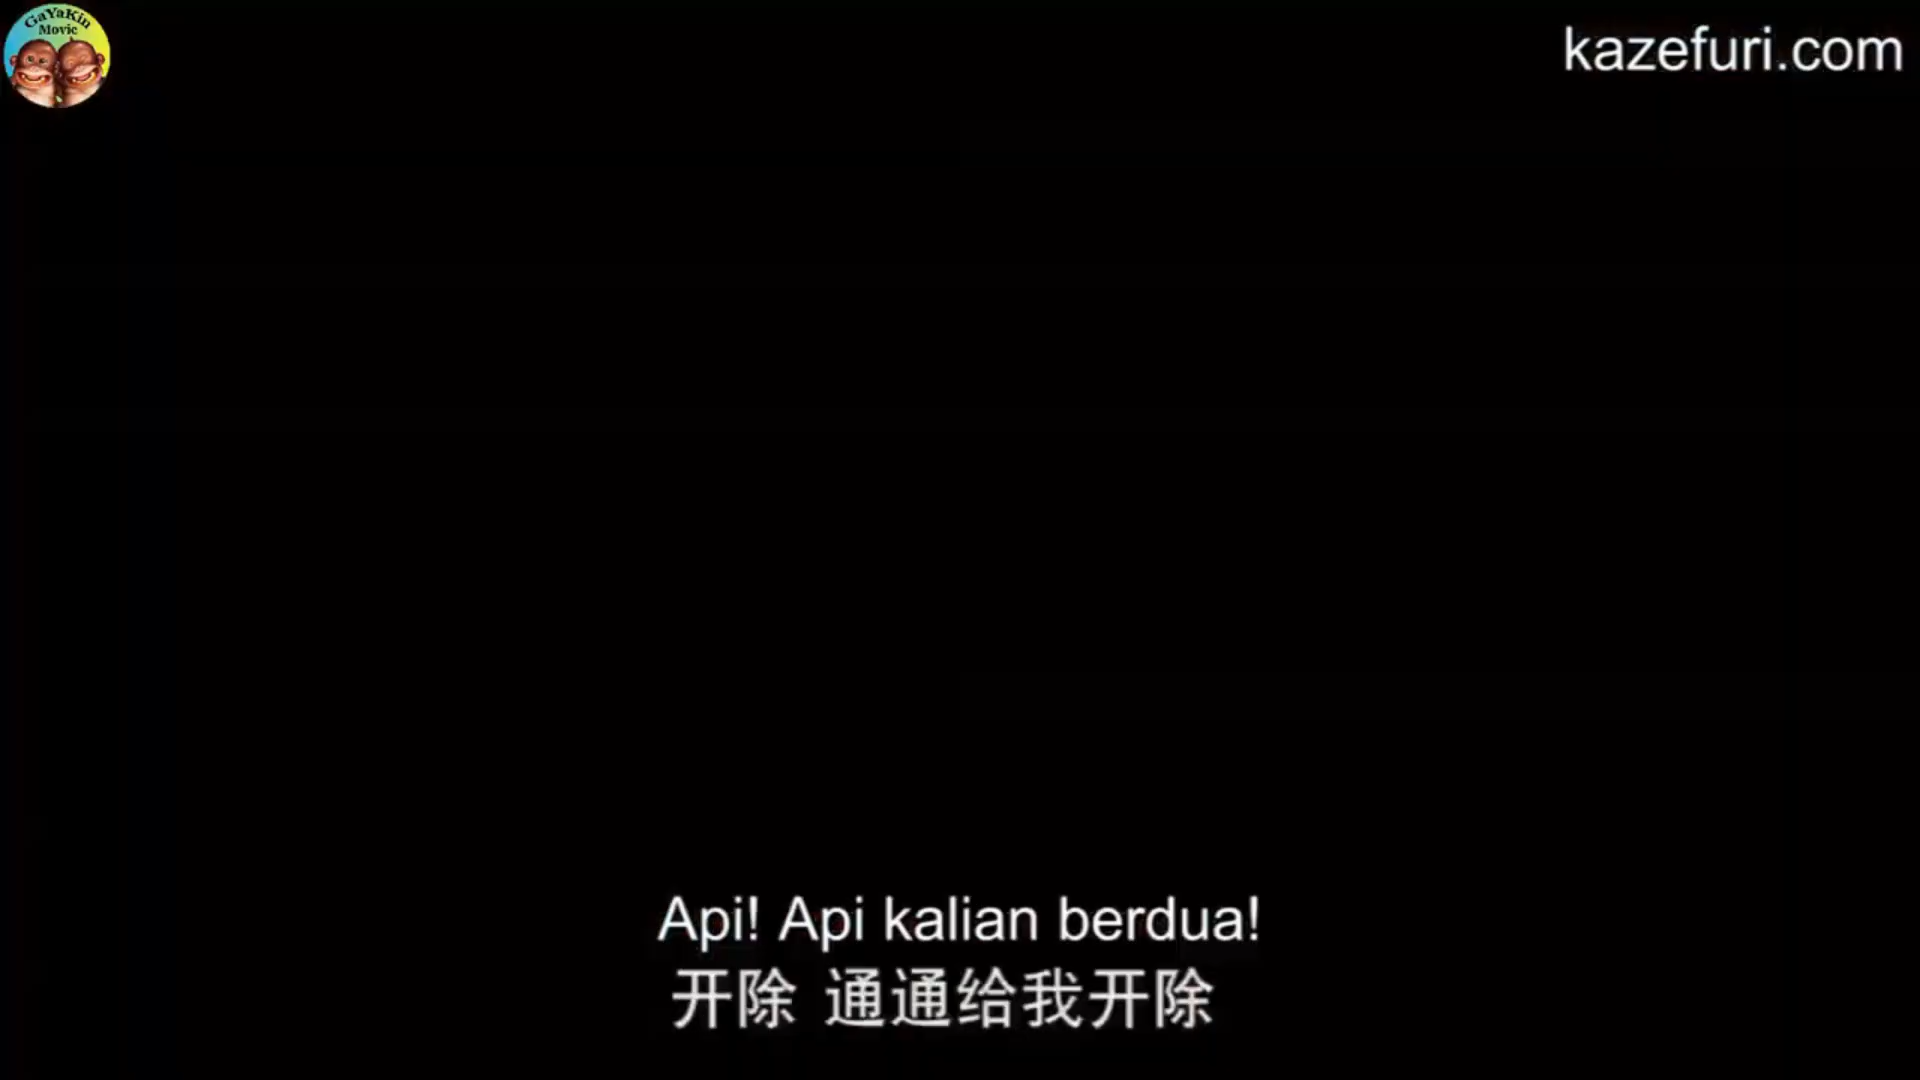 GaYaKin
Movie
kazefuri.com
Api! Api kalian berdua!
开除 通通给我开除